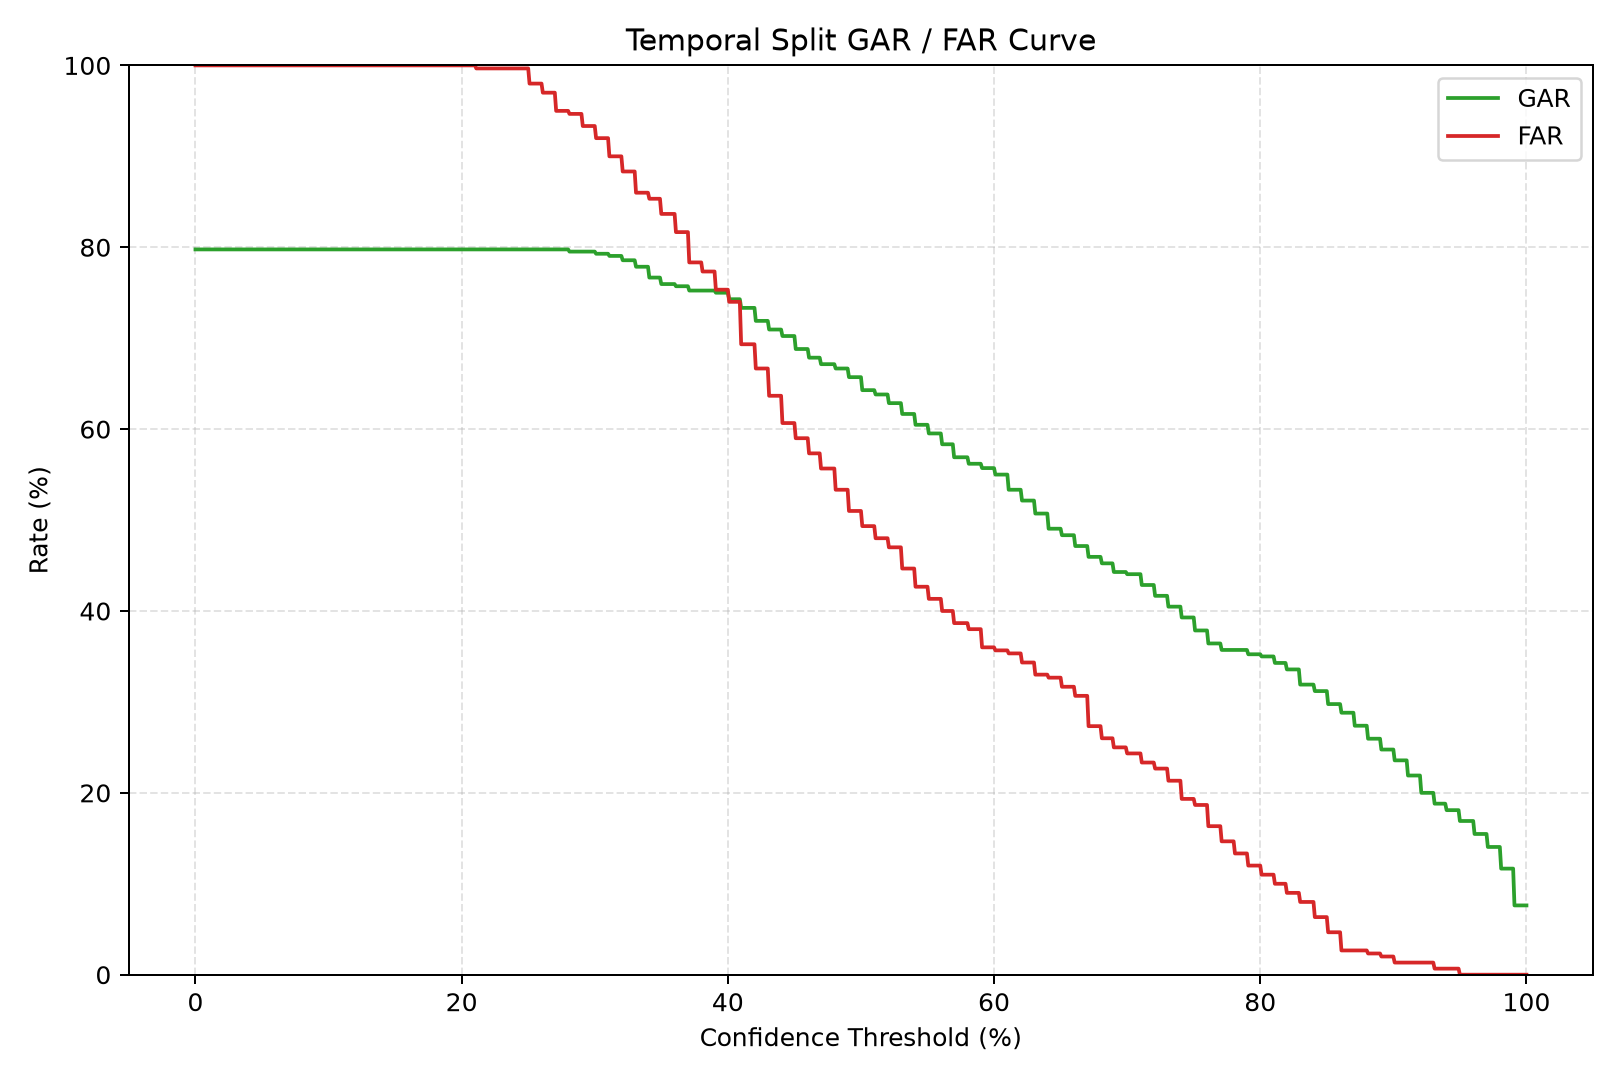 Temporal Split GAR / FAR Curve
GAR
FAR
Rate (%)
100
80
60
40
20
0
0 20 40 60 80 100
Confidence Threshold (%)